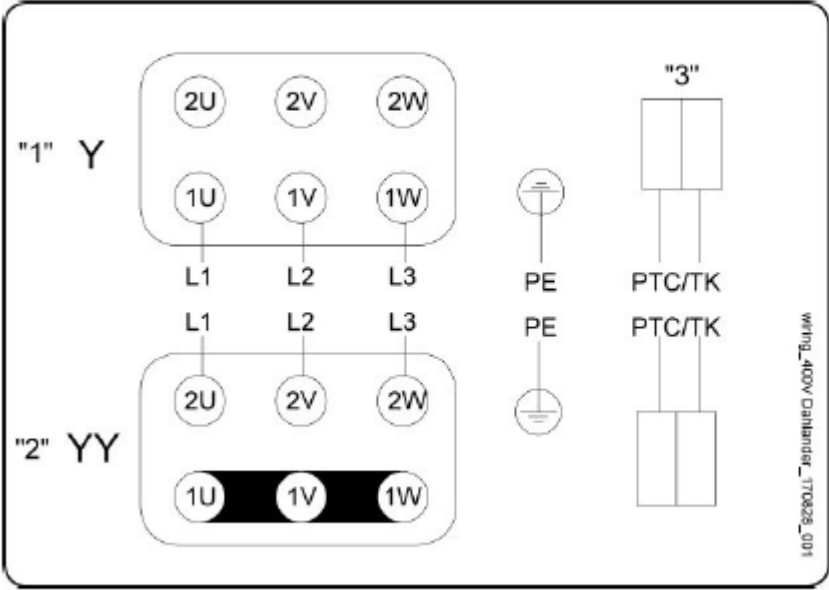 "3"
2U 2V 2W
"1" Y
1U 1V 1W
L1 L2 L3 PE PTC/TK
L1 L2 L3 PE PTC/TK
2U 2V 2W
"2" YY
1U 1V 1W
wiring_400V Dahlander_170828_001